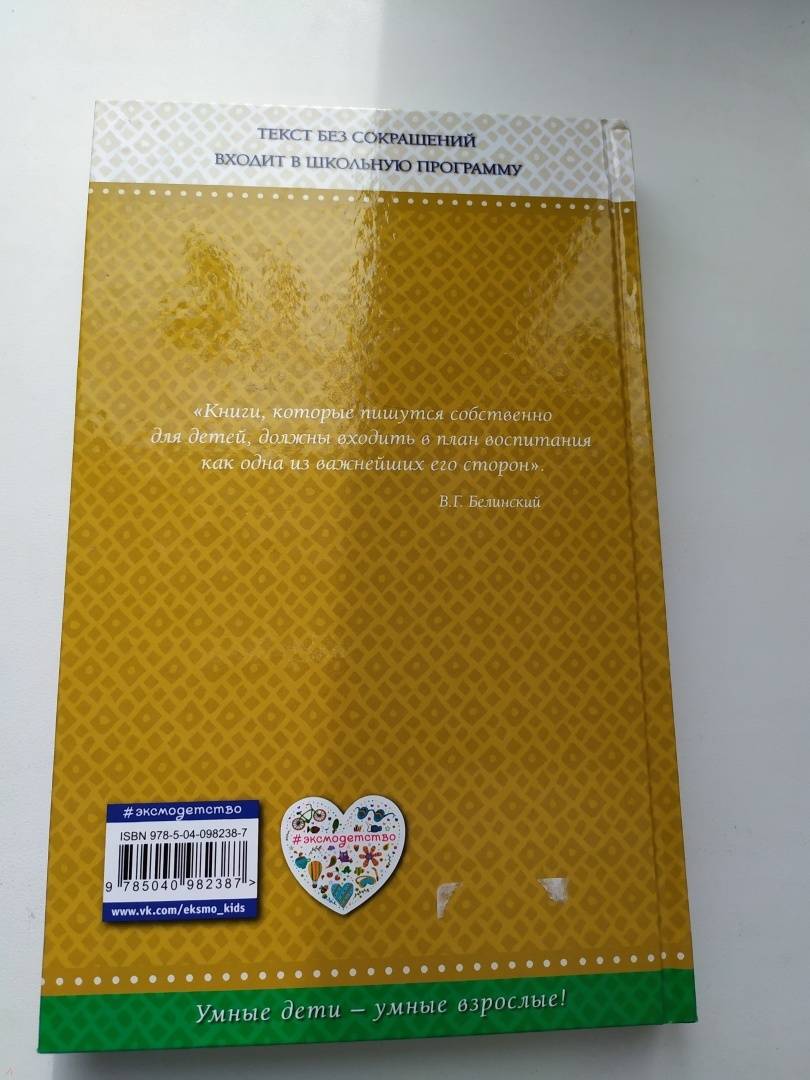 ТЕКСТ БЕЗ СОКРАЩЕНИЙ
ВХОДИТ В ШКОЛЬНУЮ ПРОГРАММУ
«Книги, которые пишутся собственно
для детей, должны входить в план воспитания
как одна из важнейших его сторон».
В.Г. Белинский
#эксмодетство
ISBN 978-5-04-098238-7
9 785040 982387 >
www.vk.com/eksmo_kids
#эксмодетство
Умные дети – умные взрослые!